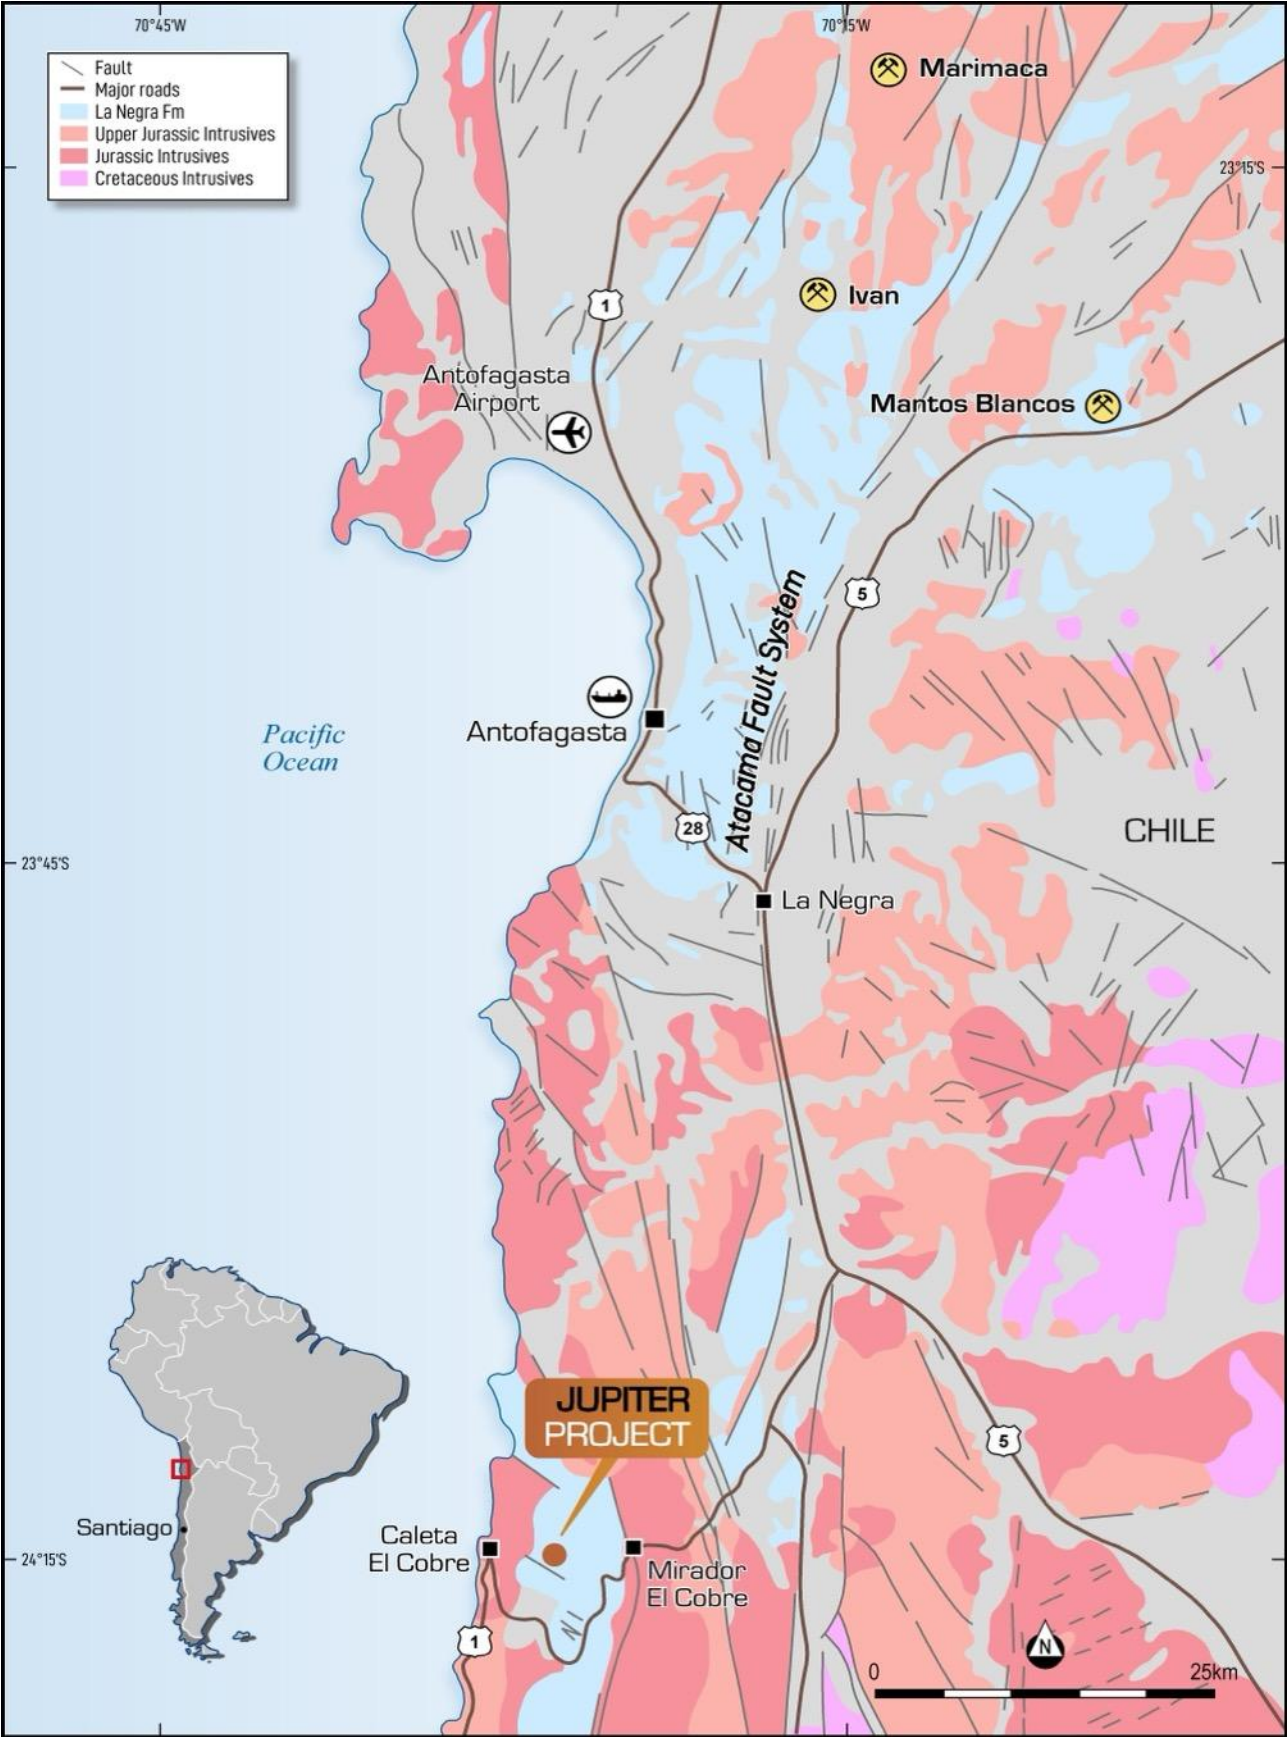 70°45'W
70°15'W
Fault
Major roads
La Negra Fm
Upper Jurassic Intrusives
Jurassic Intrusives
Cretaceous Intrusives
Marimaca
23°15'S
Ivan
1
Antofagasta
Airport
Mantos Blancos
5
Atacama Fault System
Antofagasta
Pacific
Ocean
28
CHILE
23°45'S
La Negra
JUPITER
PROJECT
5
Santiago
Caleta
El Cobre
24°15'S
Mirador
El Cobre
1
N
0
25km